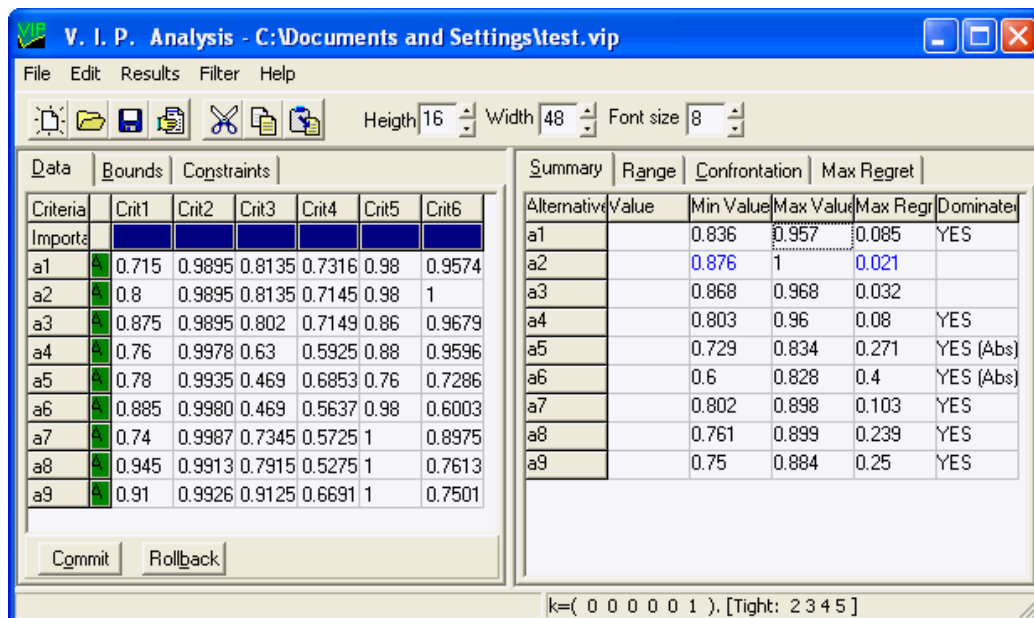 VIP V. I. P. Analysis - C:\Documents and Settings\test.vip
File Edit Results Filter Help
Heigth 16 Width 48 Font size 8
Data Bounds Constraints
Criteria Crit1 Crit2 Crit3 Crit4 Crit5 Crit6
Importa
a1 A 0.715 0.9895 0.8135 0.7316 0.98 0.9574
a2 A 0.8 0.9895 0.8135 0.7145 0.98 1
a3 A 0.875 0.9895 0.802 0.7149 0.86 0.9679
a4 A 0.76 0.9978 0.63 0.5925 0.88 0.9596
a5 A 0.78 0.9935 0.469 0.6853 0.76 0.7286
a6 A 0.885 0.9980 0.469 0.5637 0.98 0.6003
a7 A 0.74 0.9987 0.7345 0.5725 1 0.8975
a8 A 0.945 0.9913 0.7915 0.5275 1 0.7613
a9 A 0.91 0.9926 0.9125 0.6691 1 0.7501
Commit Rollback
Summary Range Confrontation Max Regret
Alternative Value Min Value Max Value Max Regr Dominated
a1 0.836 0.957 0.085 YES
a2 0.876 1 0.021
a3 0.868 0.968 0.032
a4 0.803 0.96 0.08 YES
a5 0.729 0.834 0.271 YES (Abs)
a6 0.6 0.828 0.4 YES (Abs)
a7 0.802 0.898 0.103 YES
a8 0.761 0.899 0.239 YES
a9 0.75 0.884 0.25 YES
k=( 0 0 0 0 0 1 ). [Tight: 2 3 4 5 ]